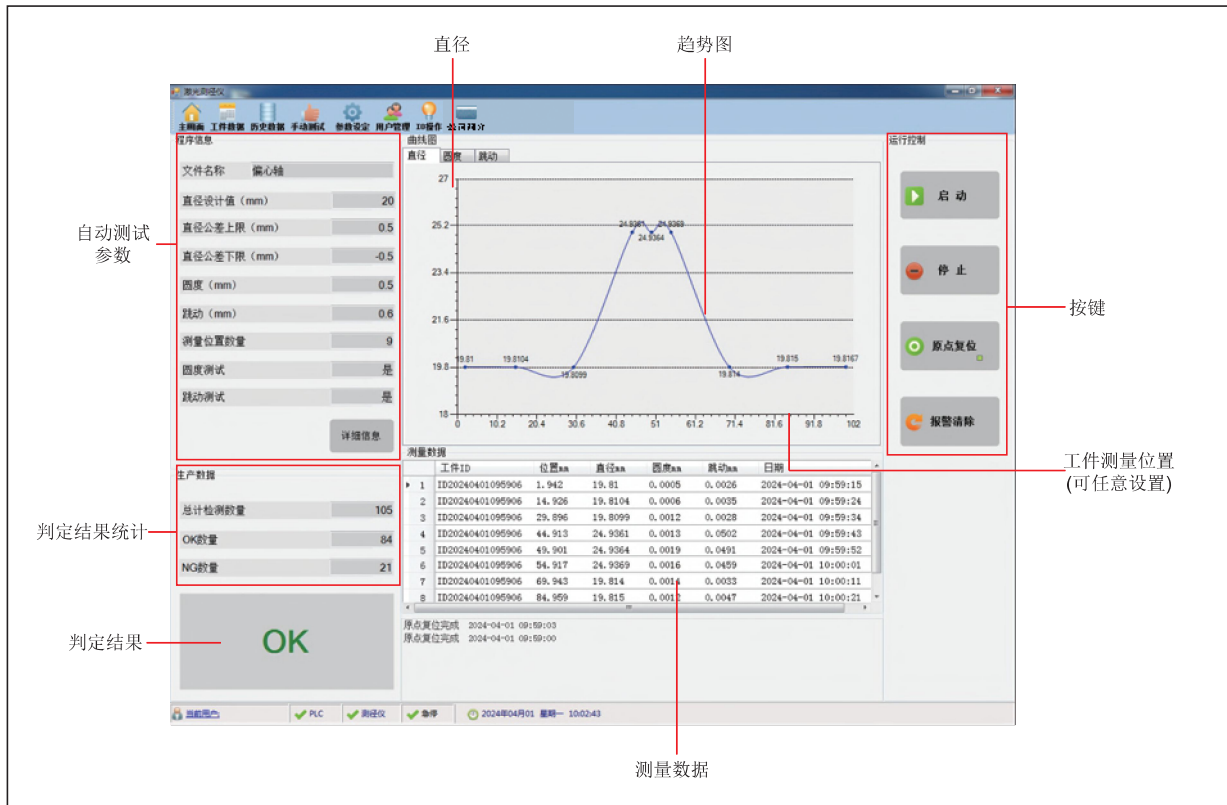 直径
趋势图
激光测径仪
主画面 工件数据 历史数据 手动测试 参数设定 用户管理 IO操作 公司简介
程序信息
文件名称 偏心轴
直径设计值（mm） 20
直径公差上限（mm） 0.5
直径公差下限（mm） -0.5
圆度（mm） 0.5
跳动（mm） 0.6
测量位置数量 9
圆度测试 是
跳动测试 是
详细信息
自动测试
参数
生产数据
总计检测数量 105
OK数量 84
NG数量 21
判定结果统计
OK
判定结果
曲线图
直径 圆度 跳动
27
25.2
23.4
21.6
19.8
18
19.81 19.8104 19.8099 24.9361 24.9364 24.9369 19.814 19.815 19.8167
0 10.2 20.4 30.6 40.8 51 61.2 71.4 81.6 91.8 102
测量数据
工件ID 位置mm 直径mm 圆度mm 跳动mm 日期
1 ID20240401095906 1.942 19.81 0.0005 0.0026 2024-04-01 09:59:15
2 ID20240401095906 14.926 19.8104 0.0006 0.0035 2024-04-01 09:59:24
3 ID20240401095906 29.896 19.8099 0.0012 0.0028 2024-04-01 09:59:34
4 ID20240401095906 44.913 24.9361 0.0013 0.0502 2024-04-01 09:59:43
5 ID20240401095906 49.901 24.9364 0.0019 0.0491 2024-04-01 09:59:52
6 ID20240401095906 54.917 24.9369 0.0016 0.0459 2024-04-01 10:00:01
7 ID20240401095906 69.943 19.814 0.0014 0.0033 2024-04-01 10:00:11
8 ID20240401095906 84.959 19.815 0.0012 0.0047 2024-04-01 10:00:21
原点复位完成 2024-04-01 09:59:03
原点复位完成 2024-04-01 09:59:00
运行控制
启 动
停 止
原点复位
报警清除
按键
工件测量位置
(可任意设置)
当前用户: PLC 测径仪 急停 2024年04月01 星期一 10:02:43
测量数据